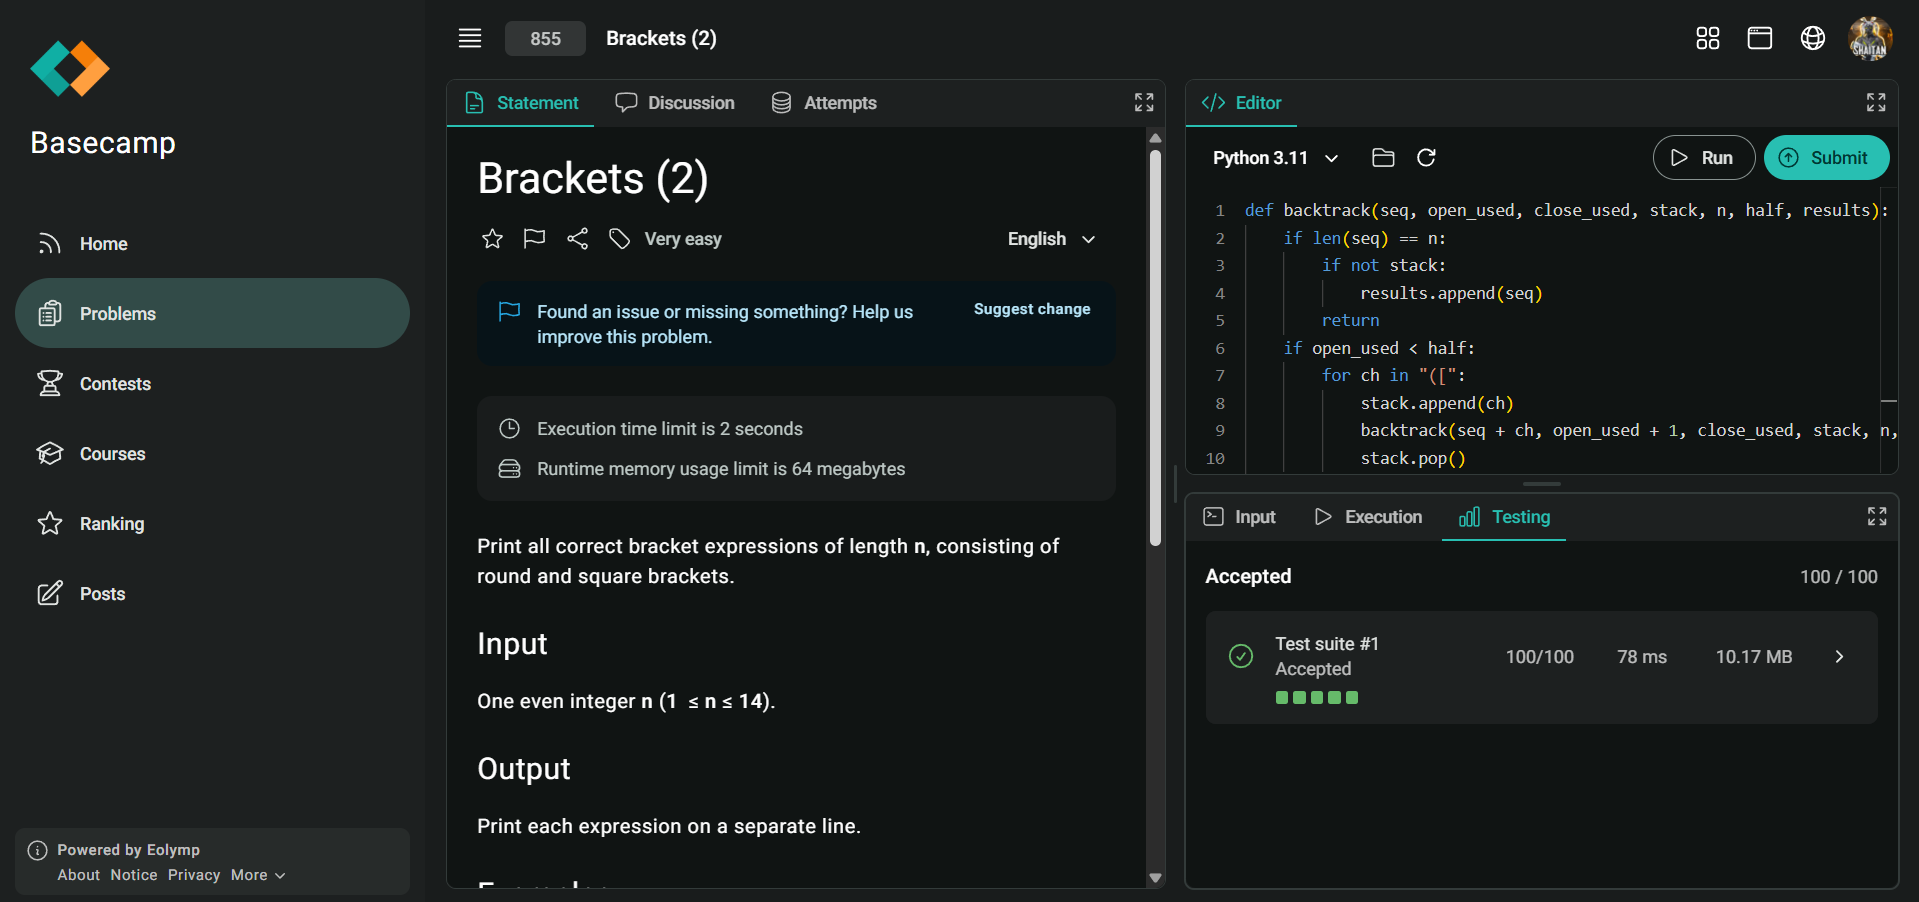 Basecamp
Home
Problems
Contests
Courses
Ranking
Posts
Powered by Eolymp
About Notice Privacy More
855
Brackets (2)
SHAITAN
Statement
Discussion
Attempts
Brackets (2)
Very easy
English
Found an issue or missing something? Help us
improve this problem.
Suggest change
Execution time limit is 2 seconds
Runtime memory usage limit is 64 megabytes
Print all correct bracket expressions of length n, consisting of
round and square brackets.
Input
One even integer n (1 ≤ n ≤ 14).
Output
Print each expression on a separate line.
Editor
Python 3.11
Run
Submit
1 def backtrack(seq, open_used, close_used, stack, n, half, results):
2 if len(seq) == n:
3 if not stack:
4 results.append(seq)
5 return
6 if open_used < half:
7 for ch in "([":
8 stack.append(ch)
9 backtrack(seq + ch, open_used + 1, close_used, stack, n,
10 stack.pop()
Input
Execution
Testing
Accepted
100 / 100
Test suite #1
Accepted
100/100
78 ms
10.17 MB